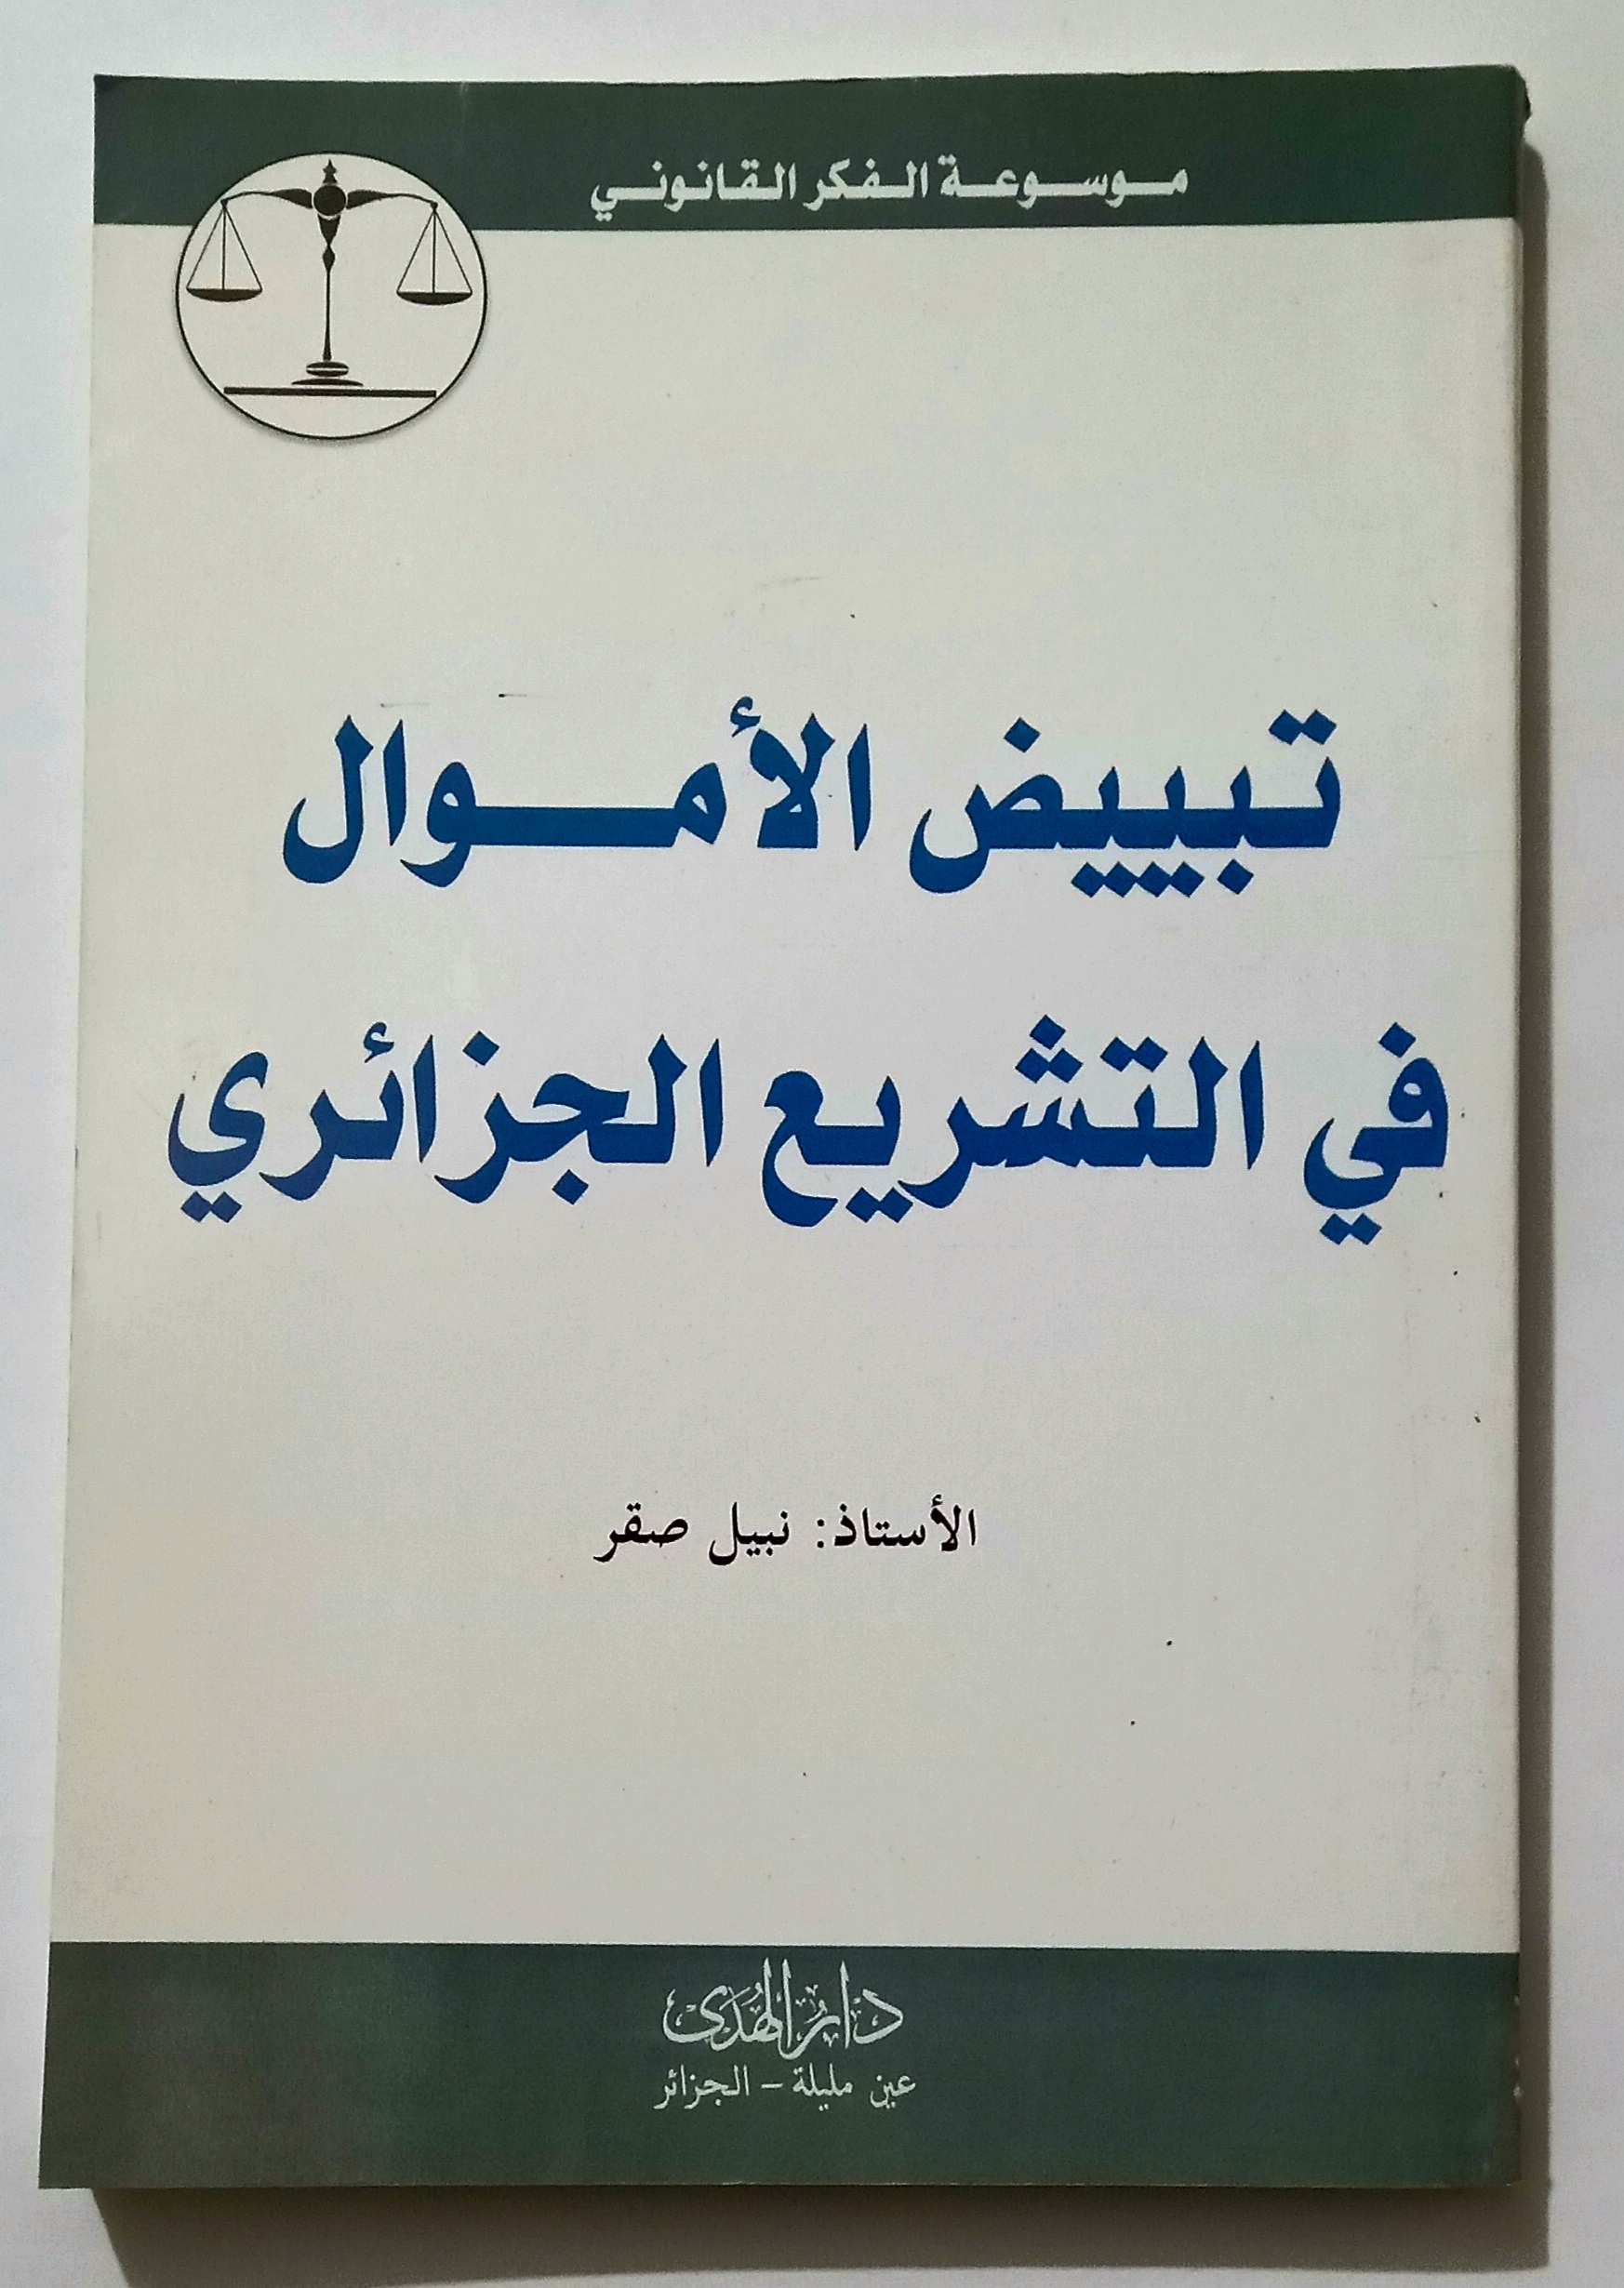 موسوعة الفكر القانوني
تبييض الأموال
في التشريع الجزائري
الأستاذ: نبيل صقر
دار الهدى
عين مليلة - الجزائر